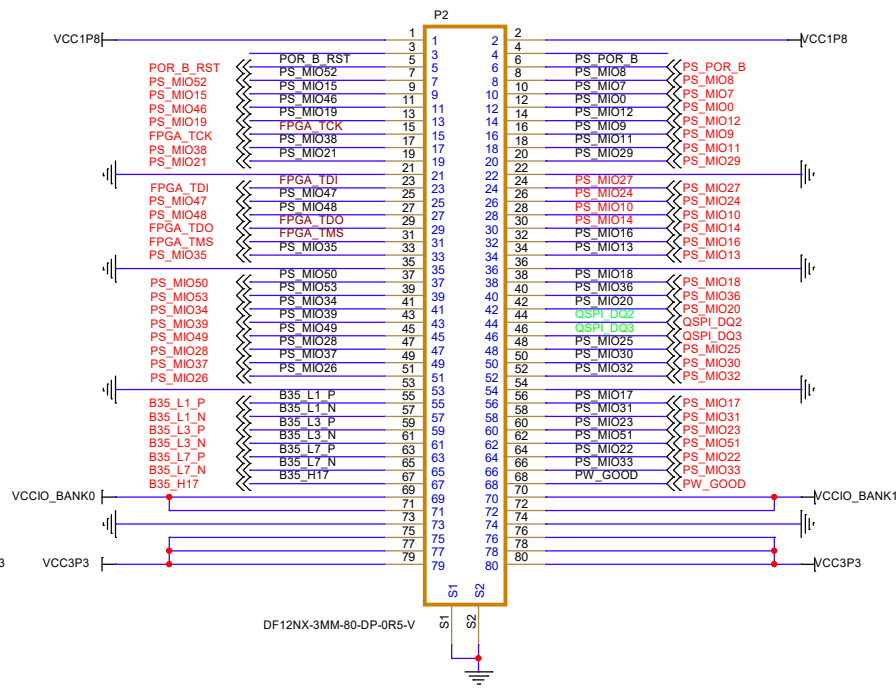 P2
VCC1P8 1 1 2 2 VCC1P8
3 3 4 4
POR_B_RST POR_B_RST 5 5 6 6 PS_POR_B PS_POR_B
PS_MIO52 PS_MIO52 7 7 8 8 PS_MIO8 PS_MIO8
PS_MIO15 PS_MIO15 9 9 10 10 PS_MIO7 PS_MIO7
PS_MIO46 PS_MIO46 11 11 12 12 PS_MIO0 PS_MIO0
PS_MIO19 PS_MIO19 13 13 14 14 PS_MIO12 PS_MIO12
FPGA_TCK FPGA_TCK 15 15 16 16 PS_MIO9 PS_MIO9
PS_MIO38 PS_MIO38 17 17 18 18 PS_MIO11 PS_MIO11
PS_MIO21 PS_MIO21 19 19 20 20 PS_MIO29 PS_MIO29
21 21 22 22
FPGA_TDI FPGA_TDI 23 23 24 24 PS_MIO27 PS_MIO27
PS_MIO47 PS_MIO47 25 25 26 26 PS_MIO24 PS_MIO24
PS_MIO48 PS_MIO48 27 27 28 28 PS_MIO10 PS_MIO10
FPGA_TDO FPGA_TDO 29 29 30 30 PS_MIO14 PS_MIO14
FPGA_TMS FPGA_TMS 31 31 32 32 PS_MIO16 PS_MIO16
PS_MIO35 PS_MIO35 33 33 34 34 PS_MIO13 PS_MIO13
35 35 36 36
PS_MIO50 PS_MIO50 37 37 38 38 PS_MIO18 PS_MIO18
PS_MIO53 PS_MIO53 39 39 40 40 PS_MIO36 PS_MIO36
PS_MIO34 PS_MIO34 41 41 42 42 PS_MIO20 PS_MIO20
PS_MIO39 PS_MIO39 43 43 44 44 QSPI_DQ2 QSPI_DQ2
PS_MIO49 PS_MIO49 45 45 46 46 QSPI_DQ3 QSPI_DQ3
PS_MIO28 PS_MIO28 47 47 48 48 PS_MIO25 PS_MIO25
PS_MIO37 PS_MIO37 49 49 50 50 PS_MIO30 PS_MIO30
PS_MIO26 PS_MIO26 51 51 52 52 PS_MIO32 PS_MIO32
53 53 54 54
B35_L1_P B35_L1_P 55 55 56 56 PS_MIO17 PS_MIO17
B35_L1_N B35_L1_N 57 57 58 58 PS_MIO31 PS_MIO31
B35_L3_P B35_L3_P 59 59 60 60 PS_MIO23 PS_MIO23
B35_L3_N B35_L3_N 61 61 62 62 PS_MIO51 PS_MIO51
B35_L7_P B35_L7_P 63 63 64 64 PS_MIO22 PS_MIO22
B35_L7_N B35_L7_N 65 65 66 66 PS_MIO33 PS_MIO33
B35_H17 B35_H17 67 67 68 68 PW_GOOD PW_GOOD
VCCIO_BANK0 69 69 70 70 VCCIO_BANK1
71 71 72 72
73 73 74 74
75 75 76 76
77 77 78 78
3 VCC3P3 79 79 80 80 VCC3P3
S1 S2
DF12NX-3MM-80-DP-0R5-V S1 S2